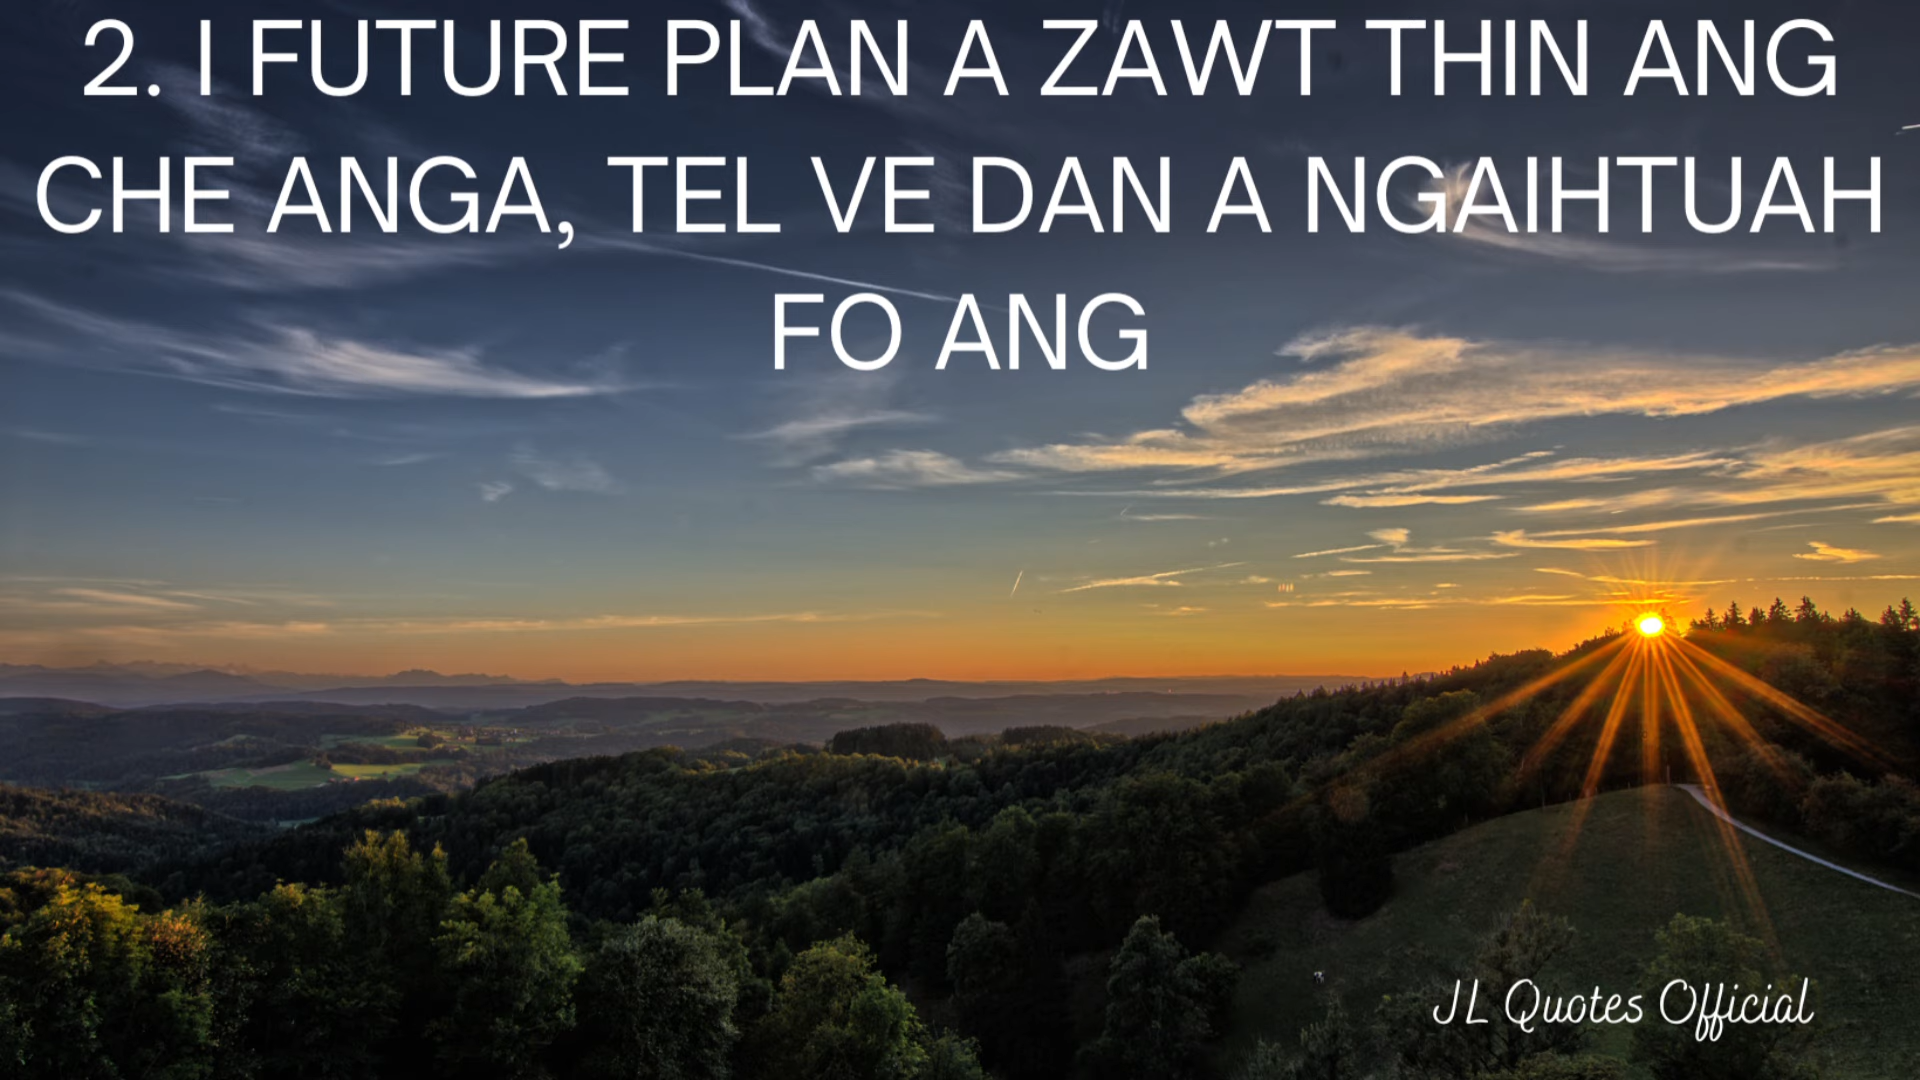 2. I FUTURE PLAN A ZAWT THIN ANG
CHE ANGA, TEL VE DAN A NGAIHTUAH
FO ANG
JL Quotes Official